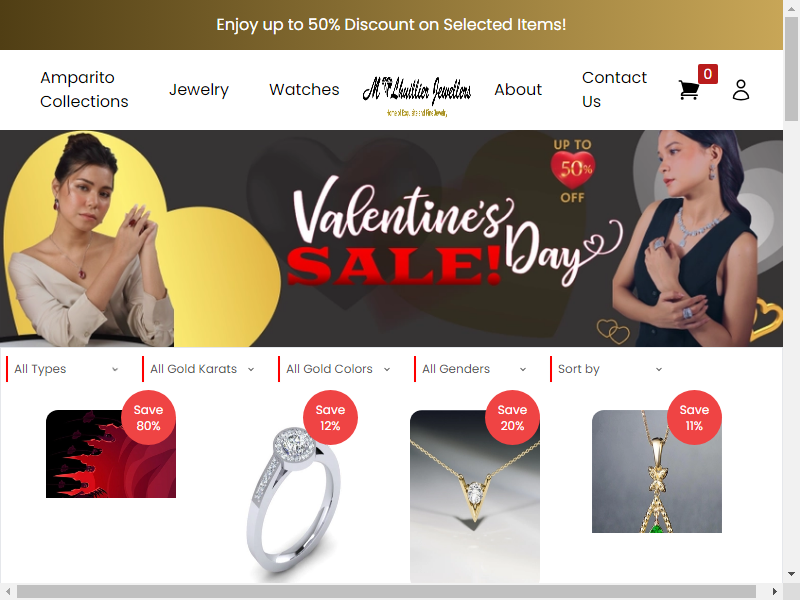 Enjoy up to 50% Discount on Selected Items!
Amparito
Collections
Jewelry
Watches
M Lhuillier Jewellers
About
Contact
Us
0
UP TO
50%
OFF
Valentine's
Day
SALE!
All Types
All Gold Karats
All Gold Colors
All Genders
Sort by
Save
80%
Save
12%
Save
20%
Save
11%